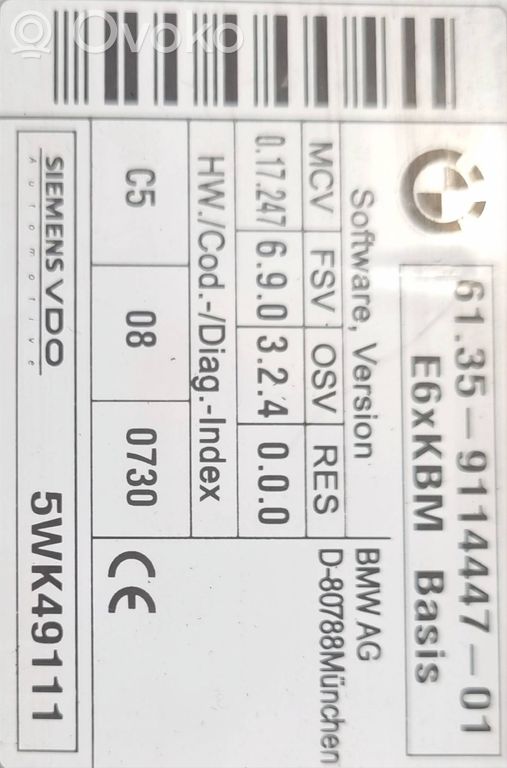 Ovoko
61.35-9114447-01
E6xKBM Basis
Software, Version
MCV FSV OSV RES
0.17.247 6.9.0 3.2.4 0.0.0
HW./Cod.-/Diag.-Index
C5 08 0730
BMW AG
D-80788München
CE
SIEMENS VDO
Automotive
5WK49111